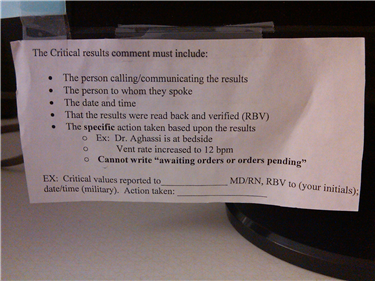 The Critical results comment must include:
• The person calling/communicating the results
• The person to whom they spoke
• The date and time
• That the results were read back and verified (RBV)
• The specific action taken based upon the results
o Ex: Dr. Aghassi is at bedside
o Vent rate increased to 12 bpm
o Cannot write “awaiting orders or orders pending”
EX: Critical values reported to______________ MD/RN, RBV to (your initials);
date/time (military). Action taken: __________________